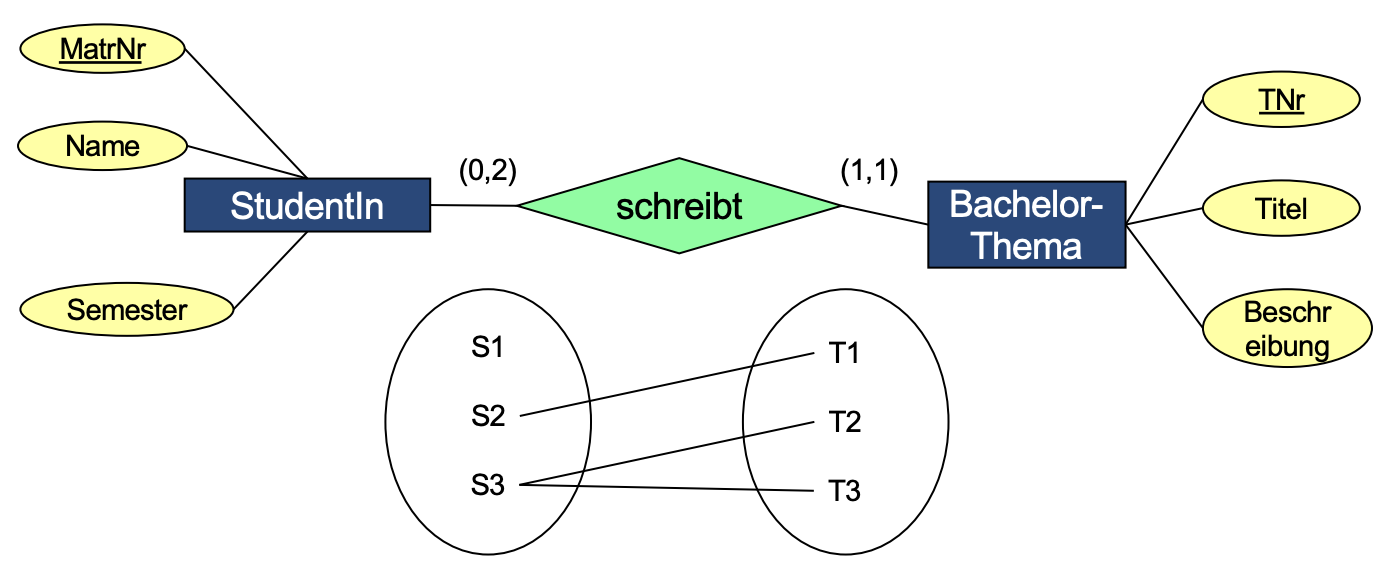 MatrNr
Name
Semester
StudentIn
(0,2)
schreibt
(1,1)
Bachelor-
Thema
TNr
Titel
Beschr
eibung
S1
S2
S3
T1
T2
T3